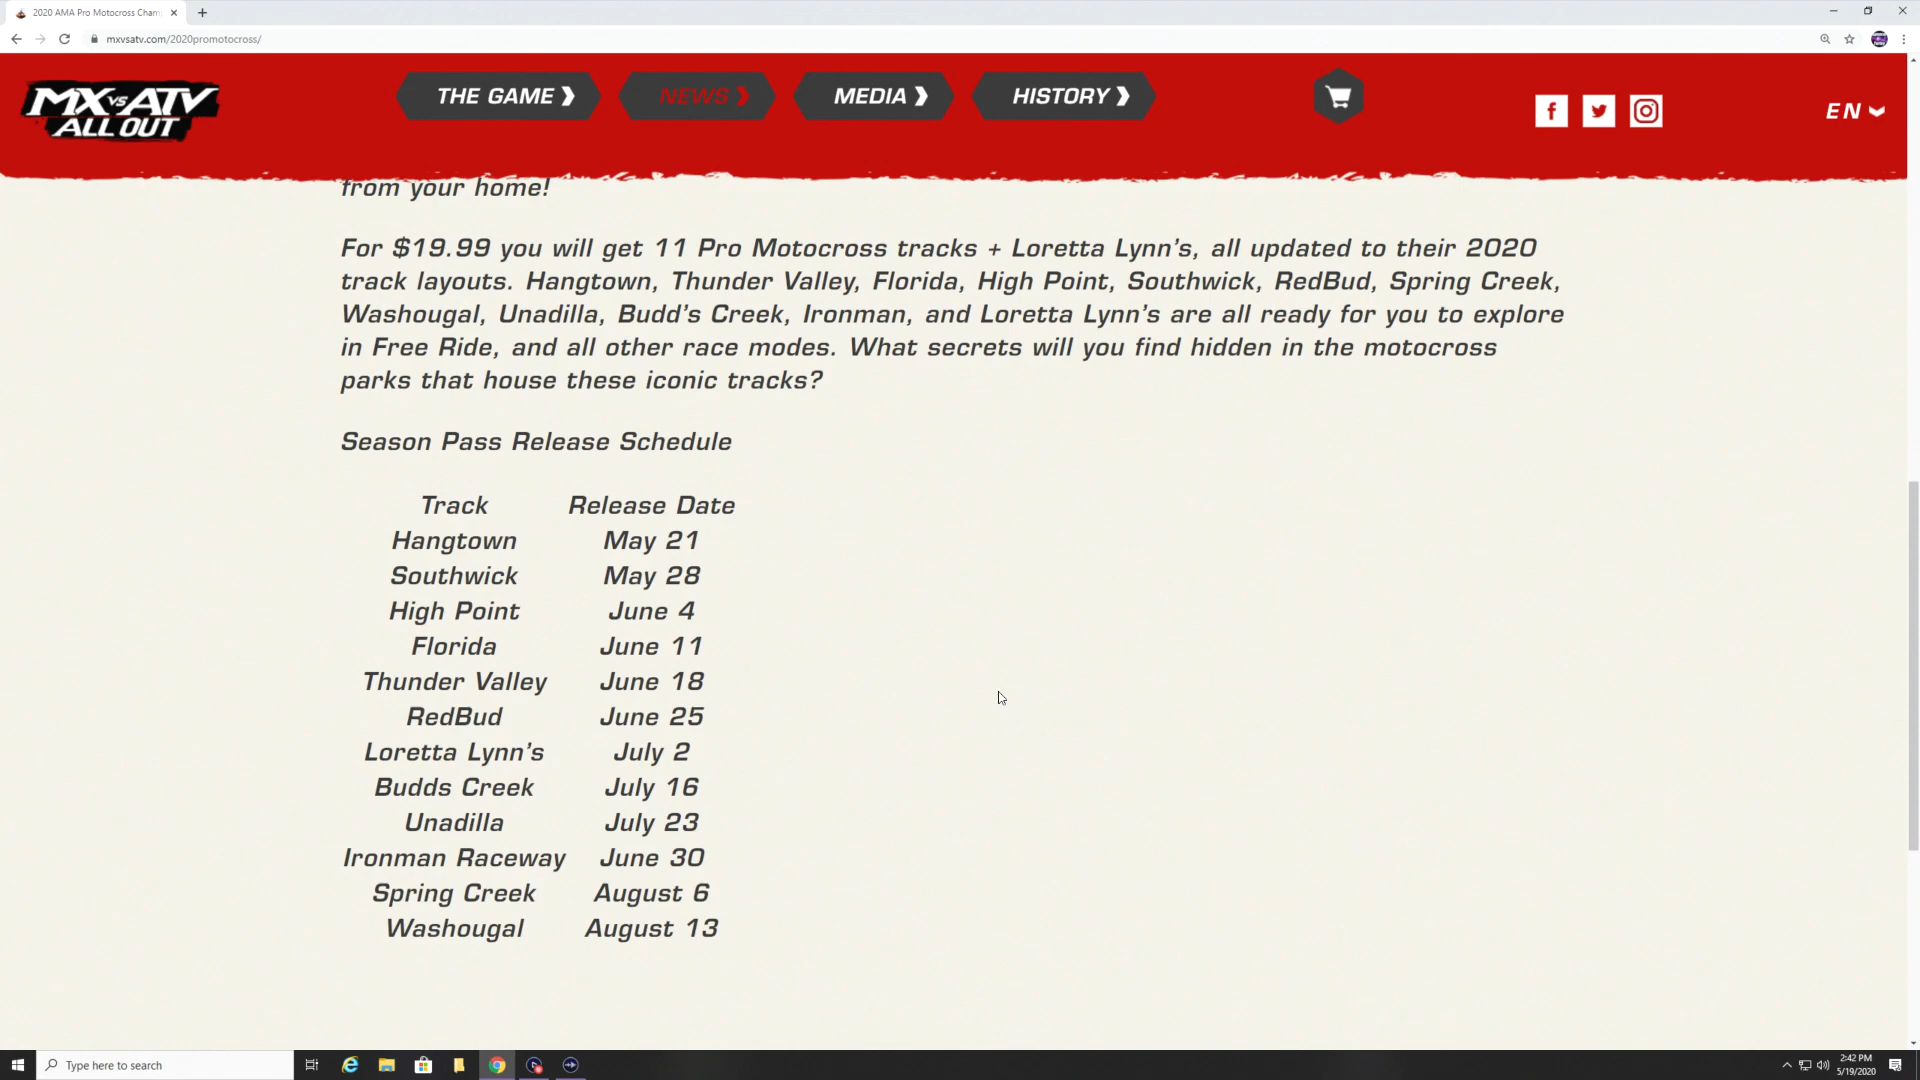 2020 AMA Pro Motocross Cham
mxvsatv.com/2020promotocross/
MX vs ATV
ALL OUT
THE GAME
NEWS
MEDIA
HISTORY
EN
from your home!
For $19.99 you will get 11 Pro Motocross tracks + Loretta Lynn's, all updated to their 2020
track layouts. Hangtown, Thunder Valley, Florida, High Point, Southwick, RedBud, Spring Creek,
Washougal, Unadilla, Budd's Creek, Ironman, and Loretta Lynn's are all ready for you to explore
in Free Ride, and all other race modes. What secrets will you find hidden in the motocross
parks that house these iconic tracks?
Season Pass Release Schedule
Track Release Date
Hangtown May 21
Southwick May 28
High Point June 4
Florida June 11
Thunder Valley June 18
RedBud June 25
Loretta Lynn's July 2
Budds Creek July 16
Unadilla July 23
Ironman Raceway June 30
Spring Creek August 6
Washougal August 13
Type here to search
2:42 PM
5/19/2020